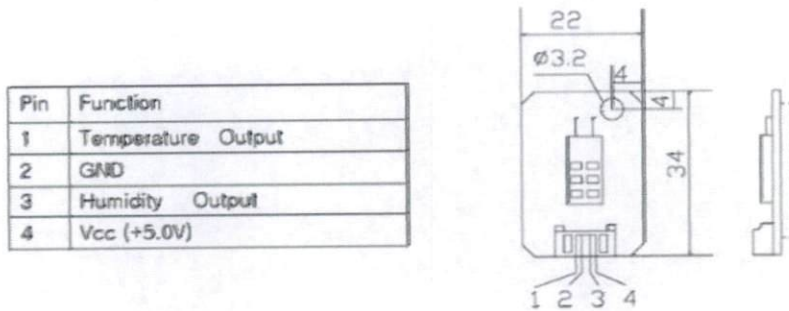 Pin Function
1 Temperature Output
2 GND
3 Humidity Output
4 Vcc (+5.0V)
22
ø3.2
4
4
34
1 2 3 4